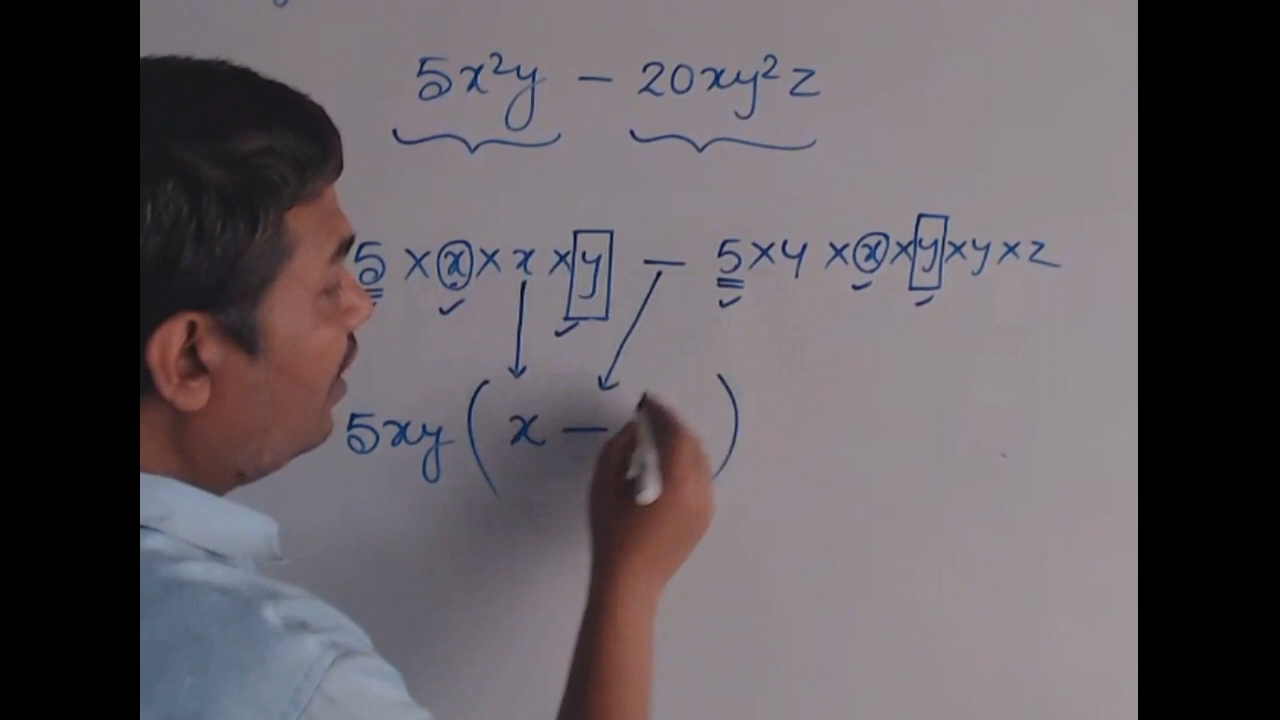 5x²y - 20xy²z
5 × x × x × y - 5 × 4 × x × y × y × z
5xy ( x - )